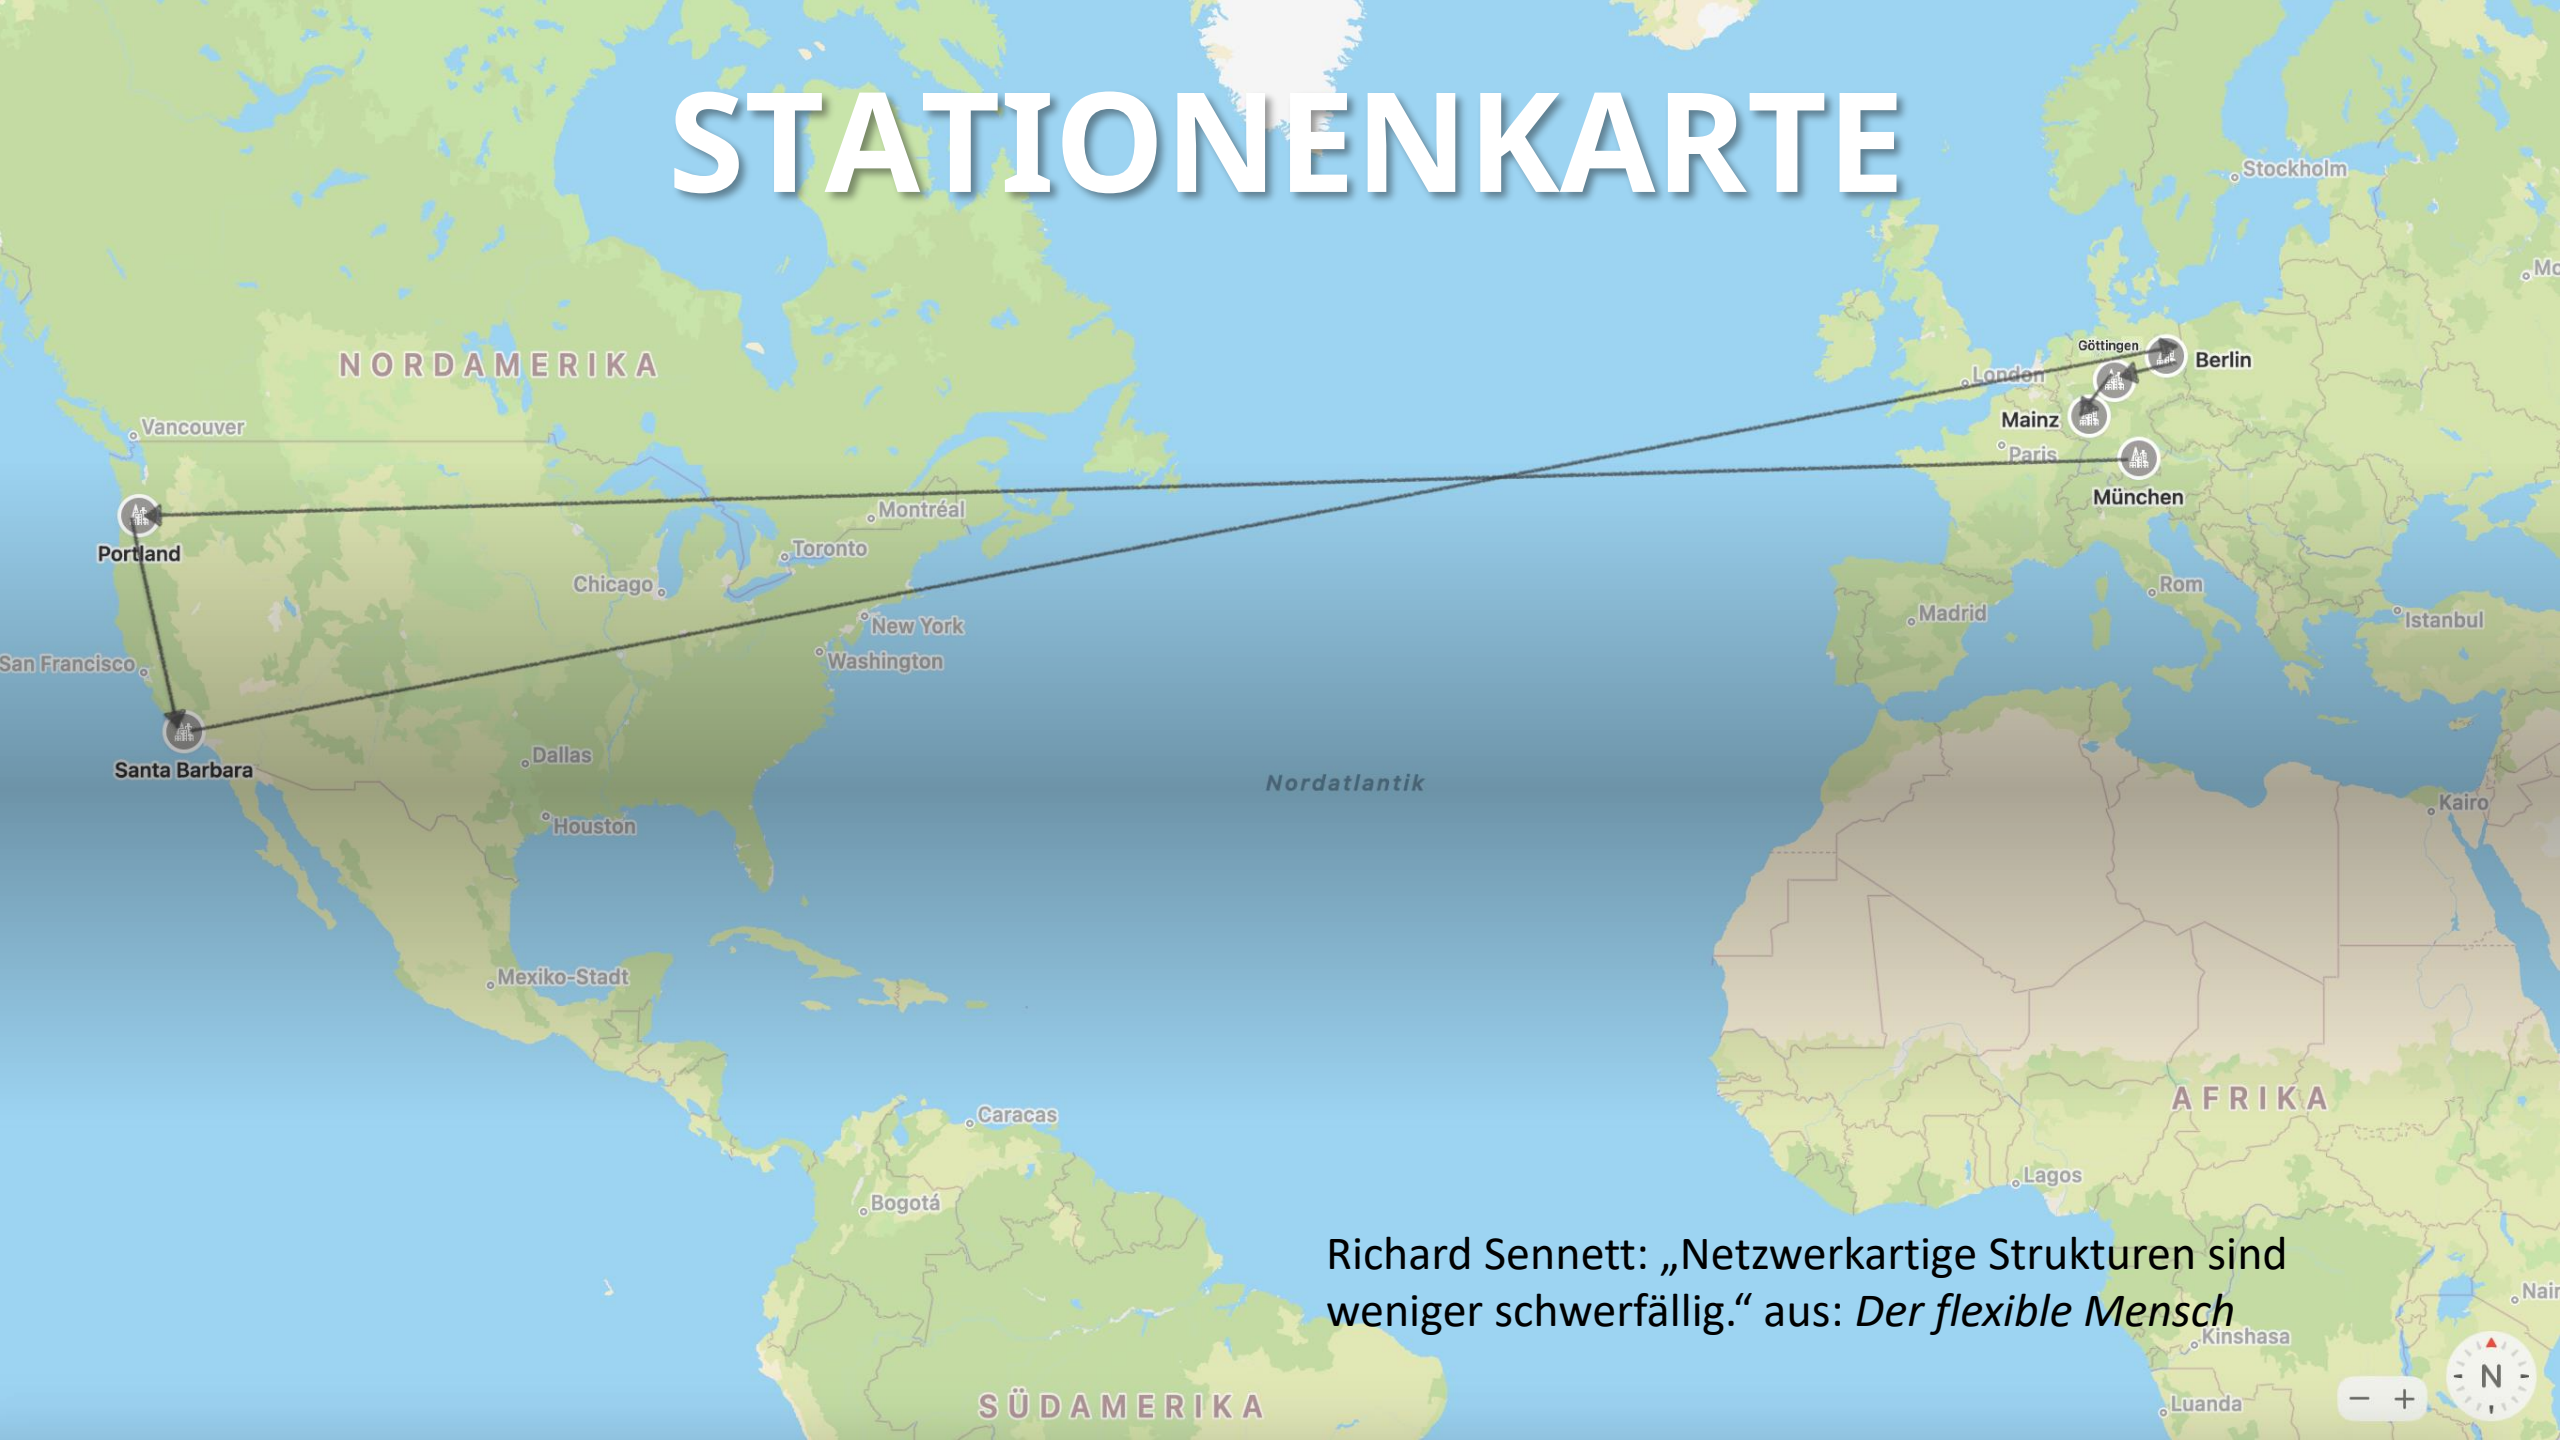 STATIONENKARTE
Stockholm
Mo
NORDAMERIKA
Göttingen
Berlin
London
Mainz
Vancouver
Paris
München
Montréal
Portland
Toronto
Chicago
Rom
Madrid
Istanbul
New York
San Francisco
Washington
Dallas
Santa Barbara
Nordatlantik
Kairo
Houston
Mexiko-Stadt
AFRIKA
Caracas
Lagos
Bogotá
Richard Sennett: „Netzwerkartige Strukturen sind
weniger schwerfällig.“ aus: Der flexible Mensch
Nair
Kinshasa
N
− +
SÜDAMERIKA
Luanda